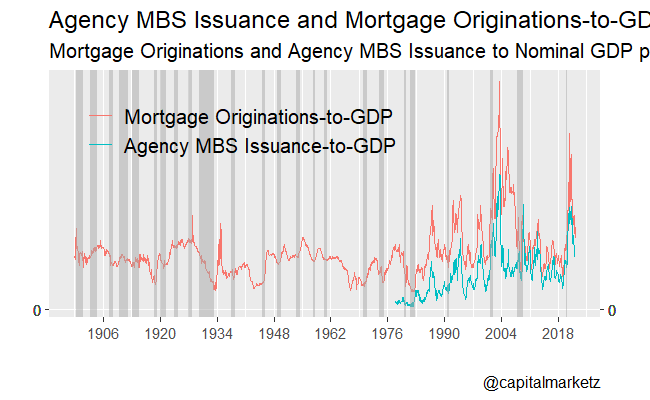 Agency MBS Issuance and Mortgage Originations-to-GD
Mortgage Originations and Agency MBS Issuance to Nominal GDP p
Mortgage Originations-to-GDP
Agency MBS Issuance-to-GDP
0 0
1906 1920 1934 1948 1962 1976 1990 2004 2018
@capitalmarketz